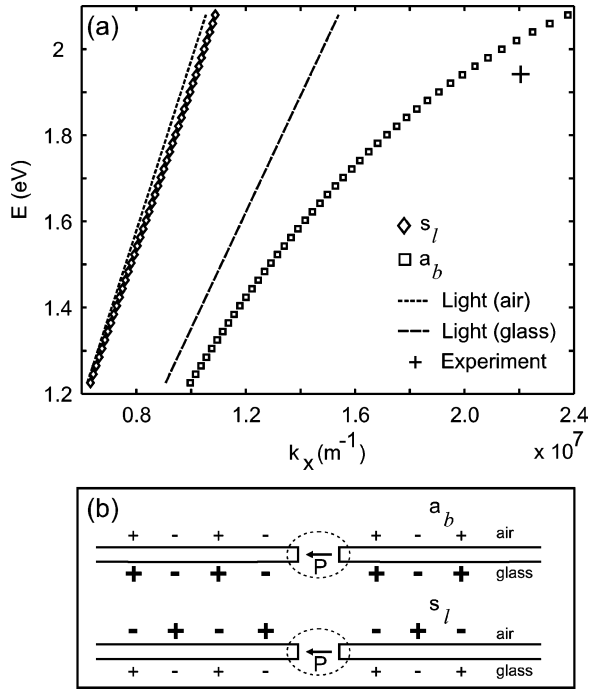 (a)
2
1.8
1.6
1.4
1.2
E (eV)
s_l
a_b
Light (air)
Light (glass)
Experiment
0.8 1.2 1.6 2.0 2.4
k_x (m^-1) x 10^7
(b)
a_b
+ - + - + - + air
P
+ - + - + - + glass
s_l
- + - + - + - air
P
+ - + - + - + glass